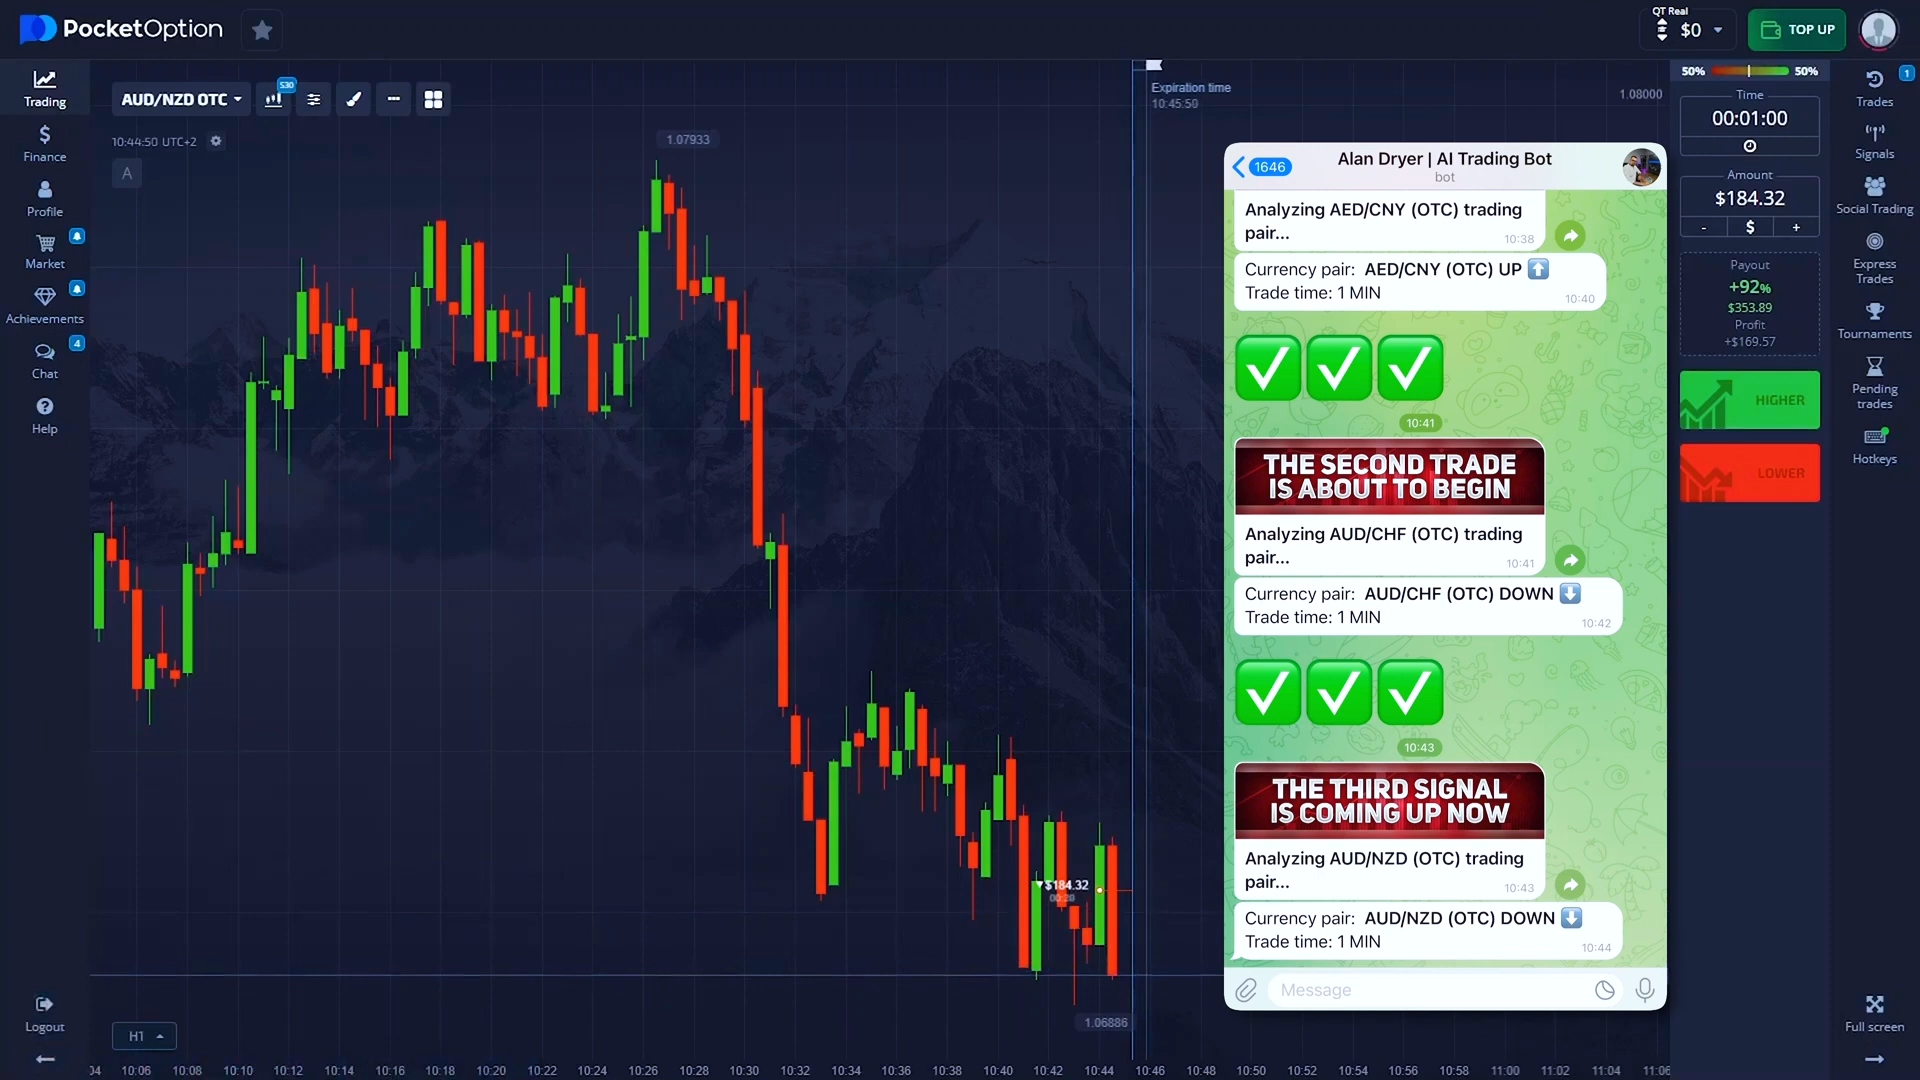 PocketOption
QT Real
$0
TOP UP
Trading
Finance
Profile
Market
Achievements
4
Chat
Help
Logout
AUD/NZD OTC
S30
10:44:50 UTC+2
A
1.07933
Expiration time
10:45:50
1.08000
$184.32
00:29
1.06886
H1
04 10:06 10:08 10:10 10:12 10:14 10:16 10:18 10:20 10:22 10:24 10:26 10:28 10:30 10:32 10:34 10:36 10:38 10:40 10:42 10:44 10:46 10:48 10:50 10:52 10:54 10:56 10:58 11:00 11:02 11:04 11:06
1646
Alan Dryer | AI Trading Bot
bot
Analyzing AED/CNY (OTC) trading
pair...
10:38
Currency pair: AED/CNY (OTC) UP
Trade time: 1 MIN
10:40
10:41
THE SECOND TRADE
IS ABOUT TO BEGIN
Analyzing AUD/CHF (OTC) trading
pair...
10:41
Currency pair: AUD/CHF (OTC) DOWN
Trade time: 1 MIN
10:42
10:43
THE THIRD SIGNAL
IS COMING UP NOW
Analyzing AUD/NZD (OTC) trading
pair...
10:43
Currency pair: AUD/NZD (OTC) DOWN
Trade time: 1 MIN
10:44
Message
50% 50%
Time
00:01:00
Amount
$184.32
- $ +
Payout
+92%
$353.89
Profit
+$169.57
HIGHER
LOWER
1
Trades
Signals
Social Trading
Express
Trades
Tournaments
Pending
trades
Hotkeys
Full screen